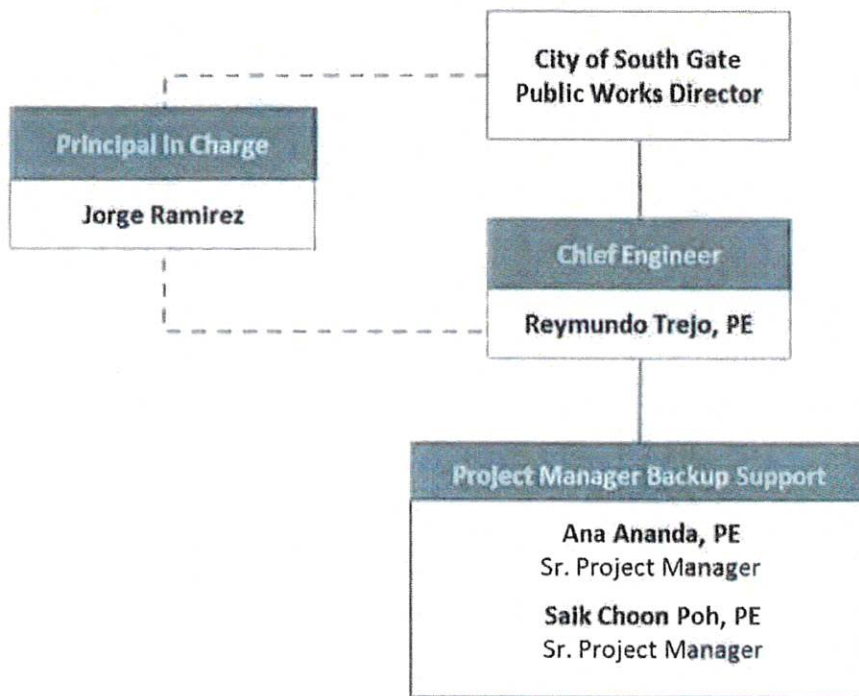 City of South Gate
Public Works Director
Principal In Charge
Jorge Ramirez
Chief Engineer
Reymundo Trejo, PE
Project Manager Backup Support
Ana Ananda, PE
Sr. Project Manager
Saik Choon Poh, PE
Sr. Project Manager